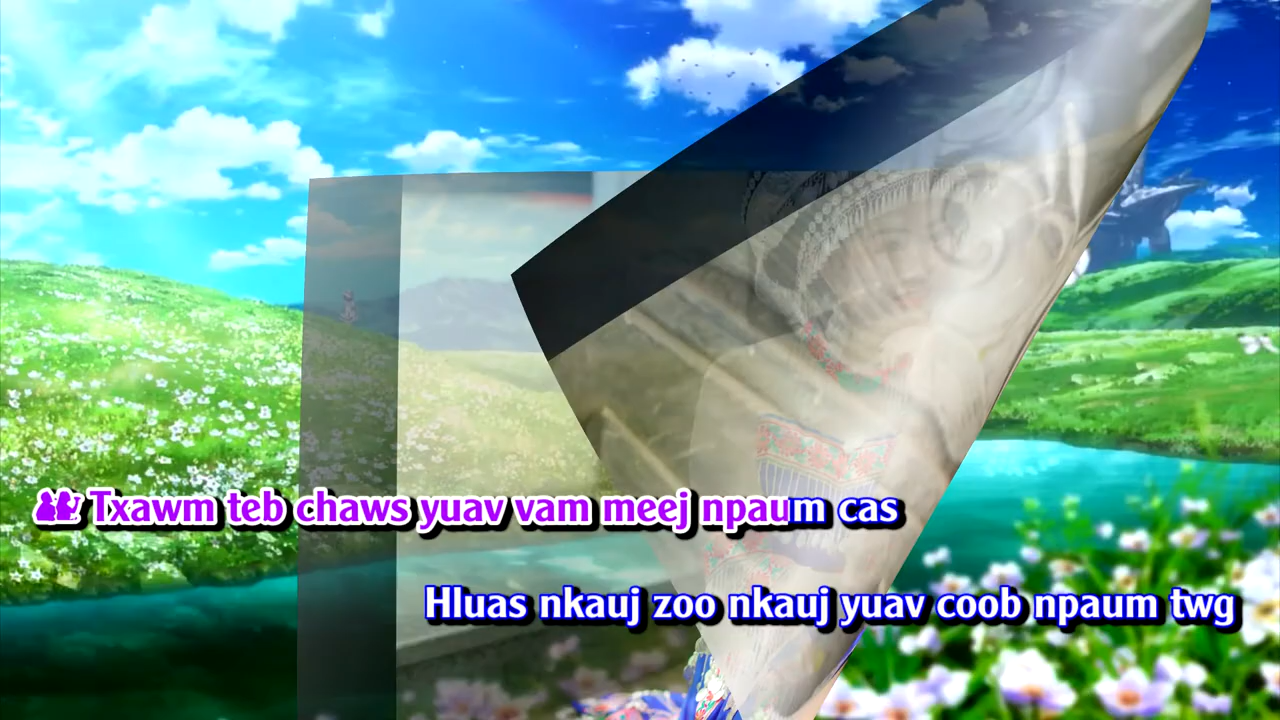 Txawm teb chaws yuav vam meej npaum cas
Hluas nkauj zoo nkauj yuav coob npaum twg